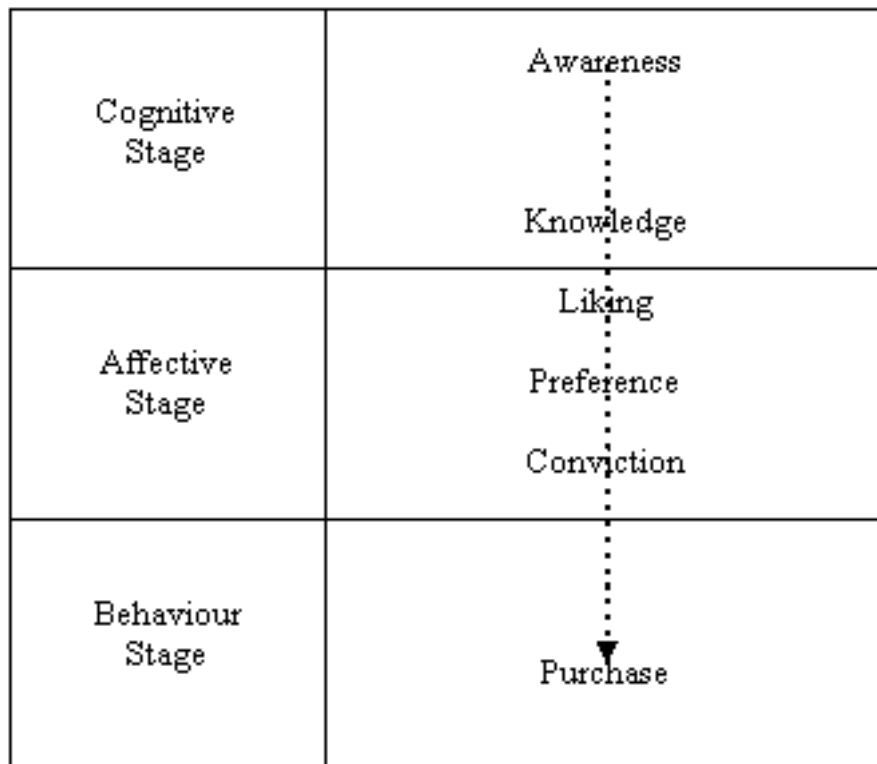 Cognitive
Stage
Awareness
Knowledge
Affective
Stage
Liking
Preference
Conviction
Behaviour
Stage
Purchase